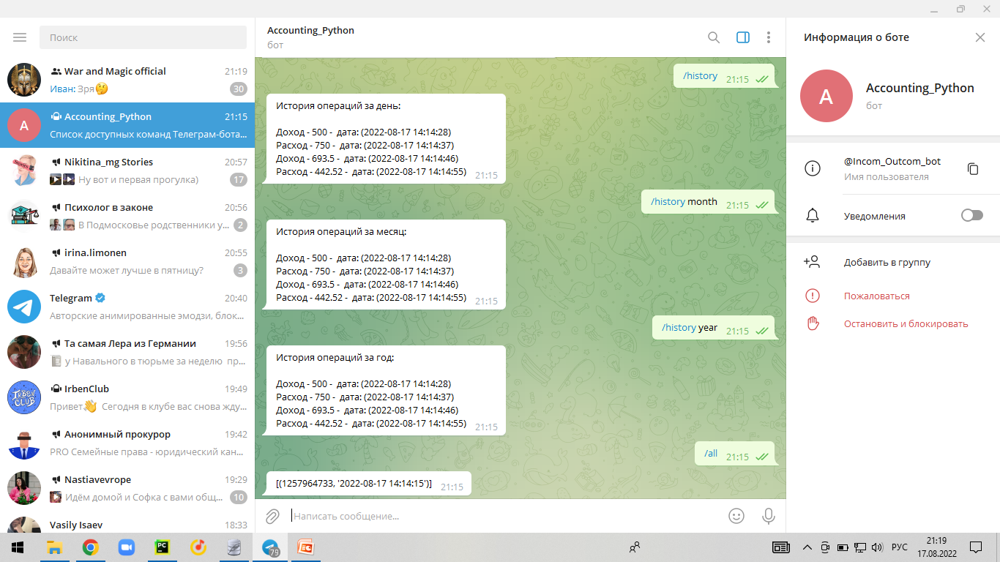 Поиск
War and Magic official 21:19
Иван: Зря🤔 30
Accounting_Python 21:15
Список доступных команд Телеграм-бота...
Nikitina_mg Stories 20:57
Ну вот и первая прогулка) 17
Психолог в законе 20:56
В Подмосковье родственники у... 2
irina.limonen 20:55
Давайте может лучше в пятницу? 3
Telegram 20:40
Авторские анимированные эмодзи, блок...
Та самая Лера из Германии 19:56
у Навального в тюрьме за неделю пр...
IrbenClub 19:49
Привет👋 Сегодня в клубе вас снова жду...
IRBEN
CLUB
Анонимный прокурор 19:42
PRO Семейные права - юридический кан...
Nastiavevrope 19:29
Идём домой и Софка с вами общ... 10
Vasily Isaev 18:33
Accounting_Python
бот
/history 21:15
История операций за день:
Доход - 500 - дата: (2022-08-17 14:14:28)
Расход - 750 - дата: (2022-08-17 14:14:37)
Доход - 693.5 - дата: (2022-08-17 14:14:46)
Расход - 442.52 - дата: (2022-08-17 14:14:55) 21:15
/history month 21:15
История операций за месяц:
Доход - 500 - дата: (2022-08-17 14:14:28)
Расход - 750 - дата: (2022-08-17 14:14:37)
Доход - 693.5 - дата: (2022-08-17 14:14:46)
Расход - 442.52 - дата: (2022-08-17 14:14:55) 21:15
/history year 21:15
История операций за год:
Доход - 500 - дата: (2022-08-17 14:14:28)
Расход - 750 - дата: (2022-08-17 14:14:37)
Доход - 693.5 - дата: (2022-08-17 14:14:46)
Расход - 442.52 - дата: (2022-08-17 14:14:55) 21:15
/all 21:15
[(1257964733, '2022-08-17 14:14:15')] 21:15
Написать сообщение...
Информация о боте
A
Accounting_Python
бот
@Incom_Outcom_bot
Имя пользователя
Уведомления
Добавить в группу
Пожаловаться
Остановить и блокировать
PC
79
РУС
21:19
17.08.2022